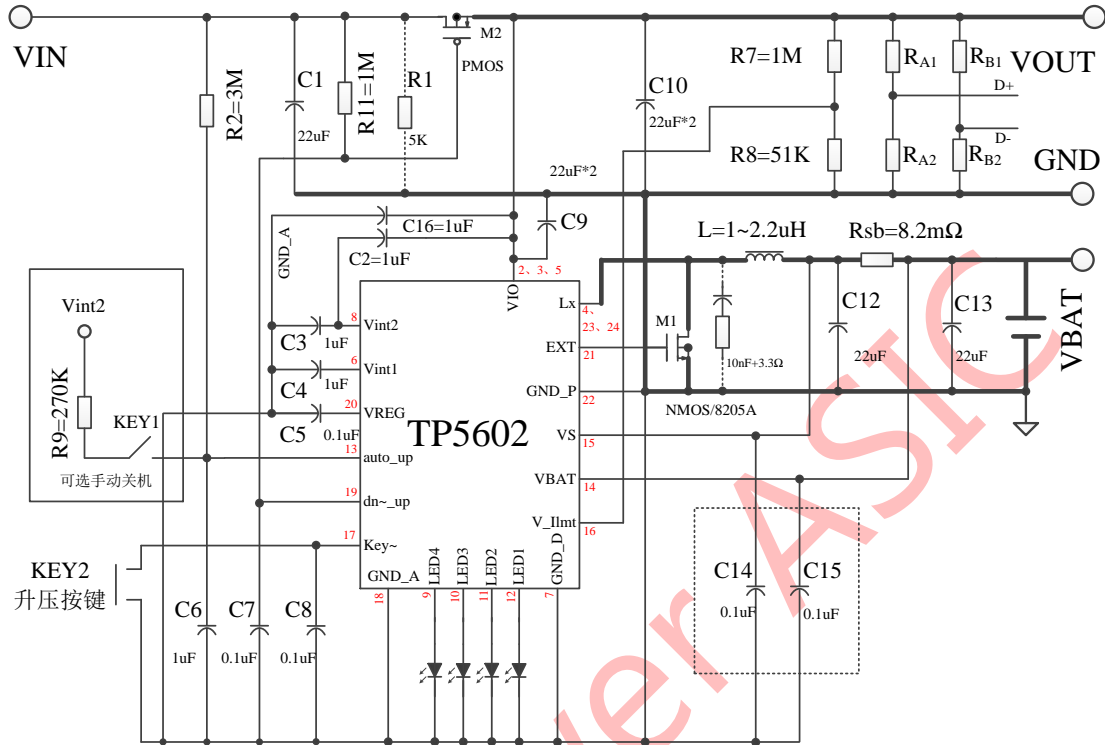 VIN
R2=3M
C1
22uF
R11=1M
R1
5K
M2
PMOS
C10
22uF*2
R7=1M
R8=51K
RA1
RA2
RB1
RB2
D+
D-
VOUT
GND
22uF*2
C9
C16=1uF
C2=1uF
GND_A
L=1~2.2uH
Rsb=8.2mΩ
2、3、5
VIO
Lx
4、
23、24
EXT
21
GND_P
22
VS
15
VBAT
14
V_Ilmt
16
M1
10nF+3.3Ω
NMOS/8205A
C12
22uF
C13
22uF
VBAT
Vint2
R9=270K
KEY1
可选手动关机
C3
1uF
8
Vint2
C4
1uF
6
Vint1
C5
0.1uF
20
VREG
TP5602
13
auto_up
19
dn~_up
17
Key~
KEY2
升压按键
C6
1uF
C7
0.1uF
C8
0.1uF
GND_A
18
LED4
9
LED3
10
LED2
11
LED1
12
GND_D
7
C14
0.1uF
C15
0.1uF
er ASIC